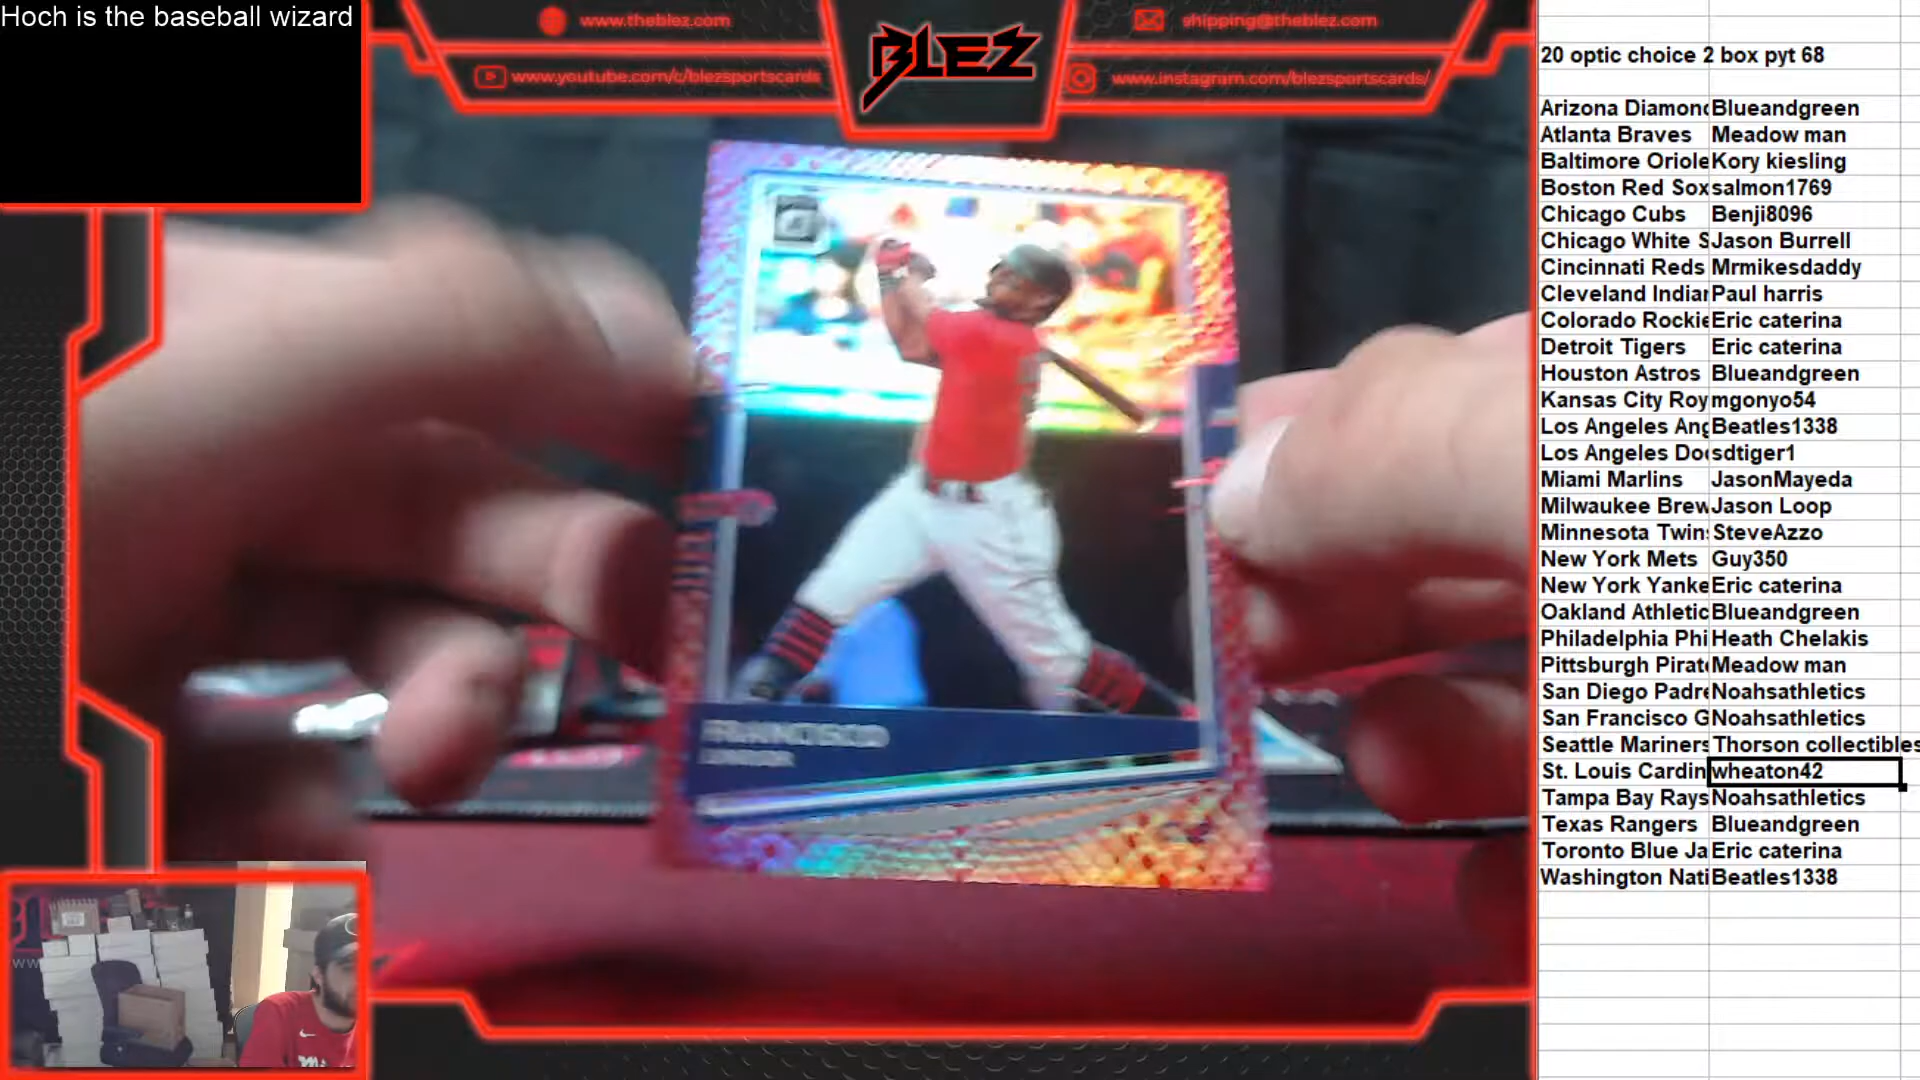 Hoch is the baseball wizard
www.theblez.com
shipping@theblez.com
BLEZ
www.youtube.com/c/blezsportscards
www.instagram.com/blezsportscards/
FRANCISCO
LINDOR
20 optic choice 2 box pyt 68
Arizona Diamond Blueandgreen
Atlanta Braves Meadow man
Baltimore Oriole Kory kiesling
Boston Red Sox salmon1769
Chicago Cubs Benji8096
Chicago White S Jason Burrell
Cincinnati Reds Mrmikesdaddy
Cleveland Indian Paul harris
Colorado Rockie Eric caterina
Detroit Tigers Eric caterina
Houston Astros Blueandgreen
Kansas City Roy mgonyo54
Los Angeles Ang Beatles1338
Los Angeles Do sdtiger1
Miami Marlins JasonMayeda
Milwaukee Brew Jason Loop
Minnesota Twins SteveAzzo
New York Mets Guy350
New York Yanke Eric caterina
Oakland Athletic Blueandgreen
Philadelphia Phi Heath Chelakis
Pittsburgh Pirate Meadow man
San Diego Padre Noahsathletics
San Francisco G Noahsathletics
Seattle Mariners Thorson collectibles
St. Louis Cardin wheaton42
Tampa Bay Rays Noahsathletics
Texas Rangers Blueandgreen
Toronto Blue Ja Eric caterina
Washington Nati Beatles1338